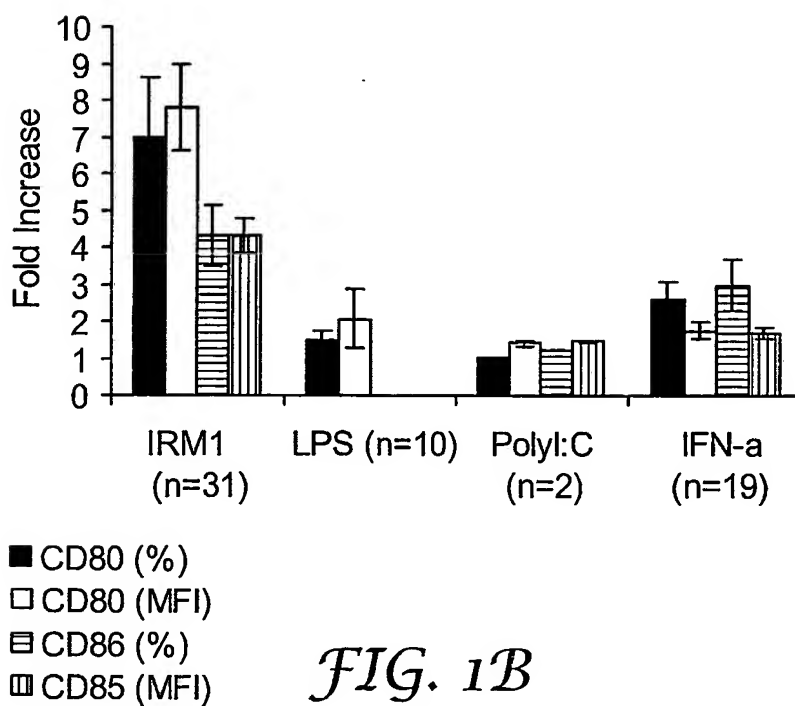 10
9
8
7
6
5
4
3
2
1
0
Fold Increase
IRM1
(n=31)
LPS (n=10)
PolyI:C
(n=2)
IFN-a
(n=19)
CD80 (%)
CD80 (MFI)
CD86 (%)
CD85 (MFI)
FIG. 1B